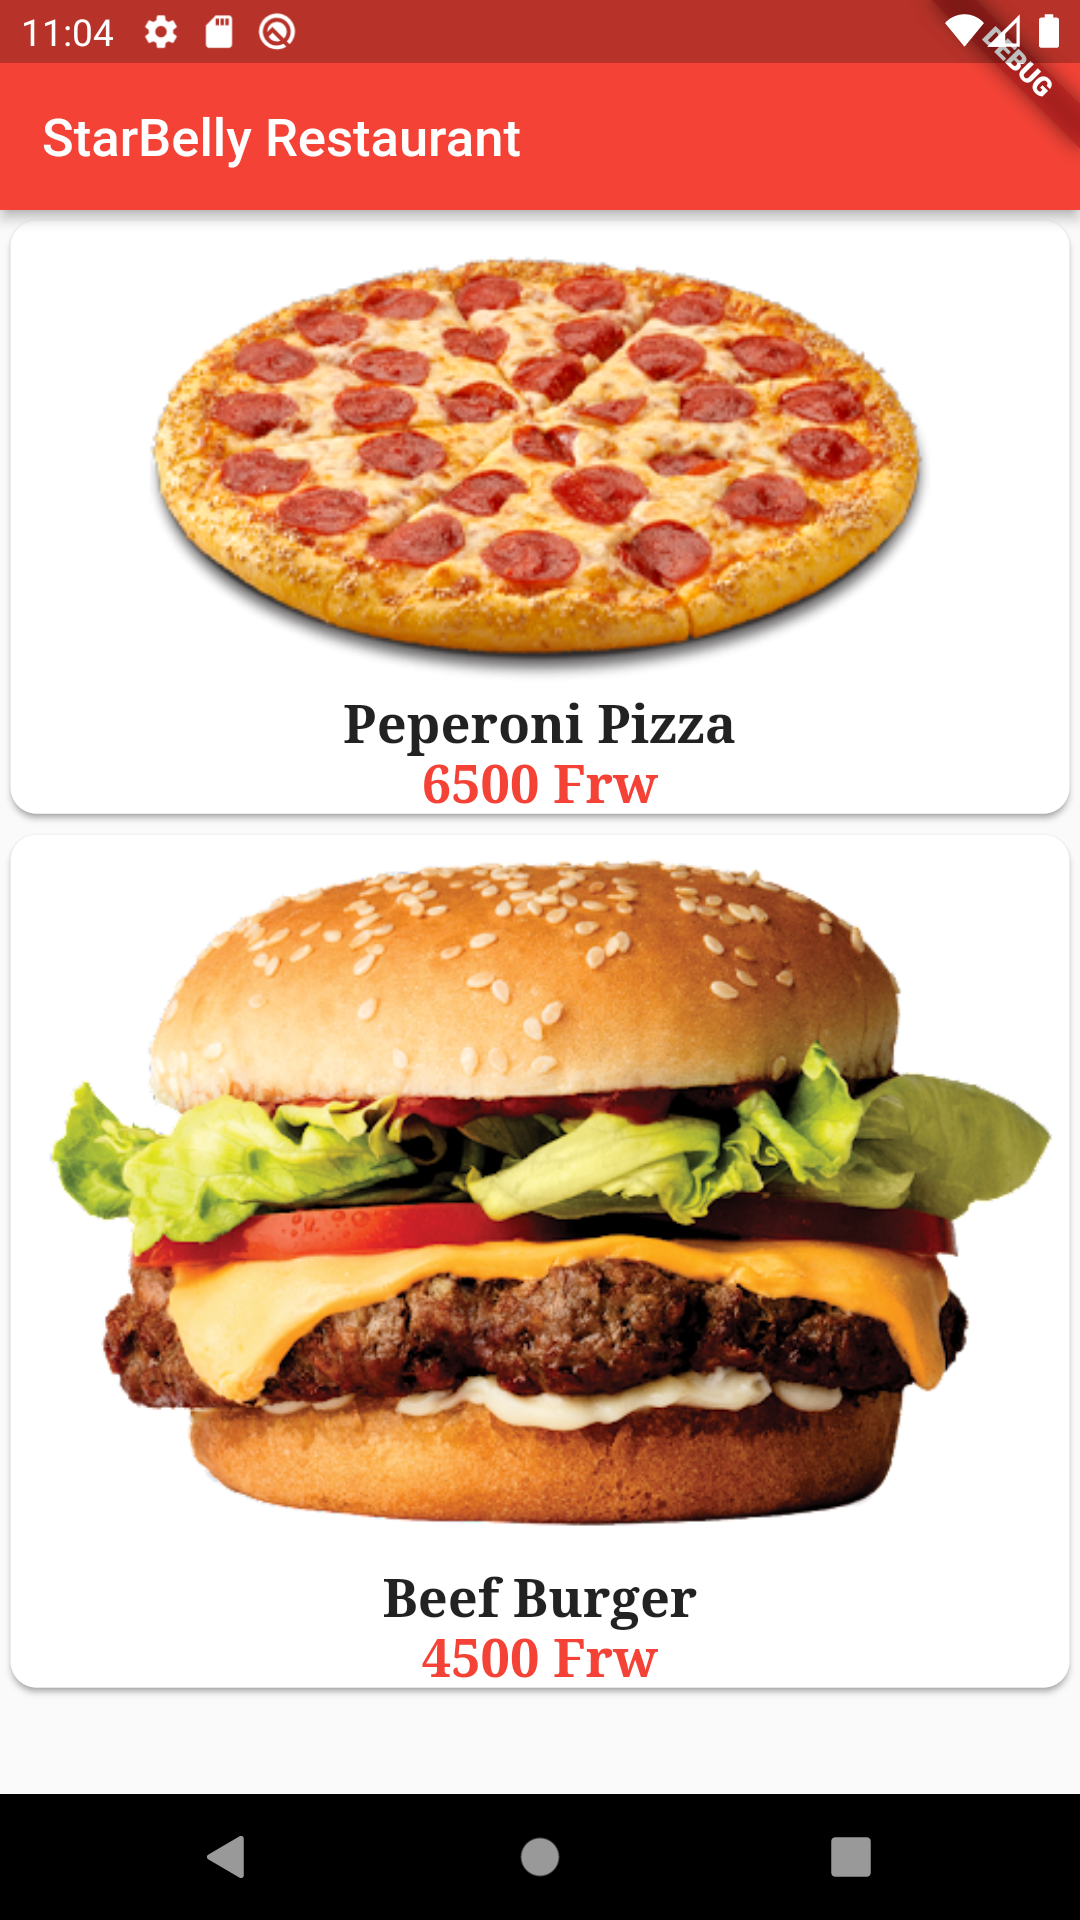 11:04
DEBUG
StarBelly Restaurant
Peperoni Pizza
6500 Frw
Beef Burger
4500 Frw